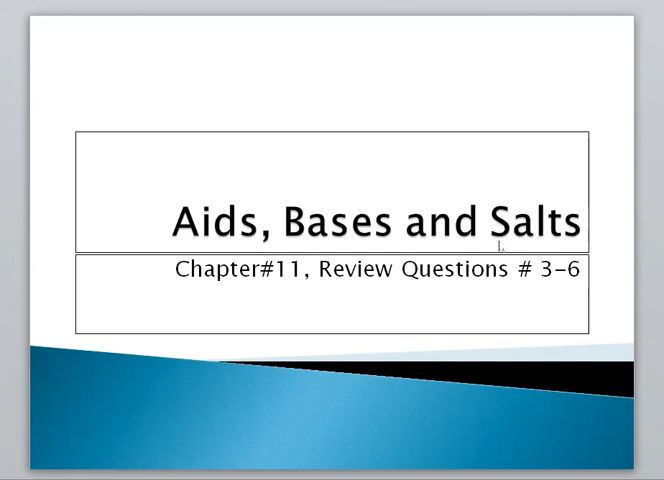 Aids, Bases and Salts
Chapter#11, Review Questions # 3-6